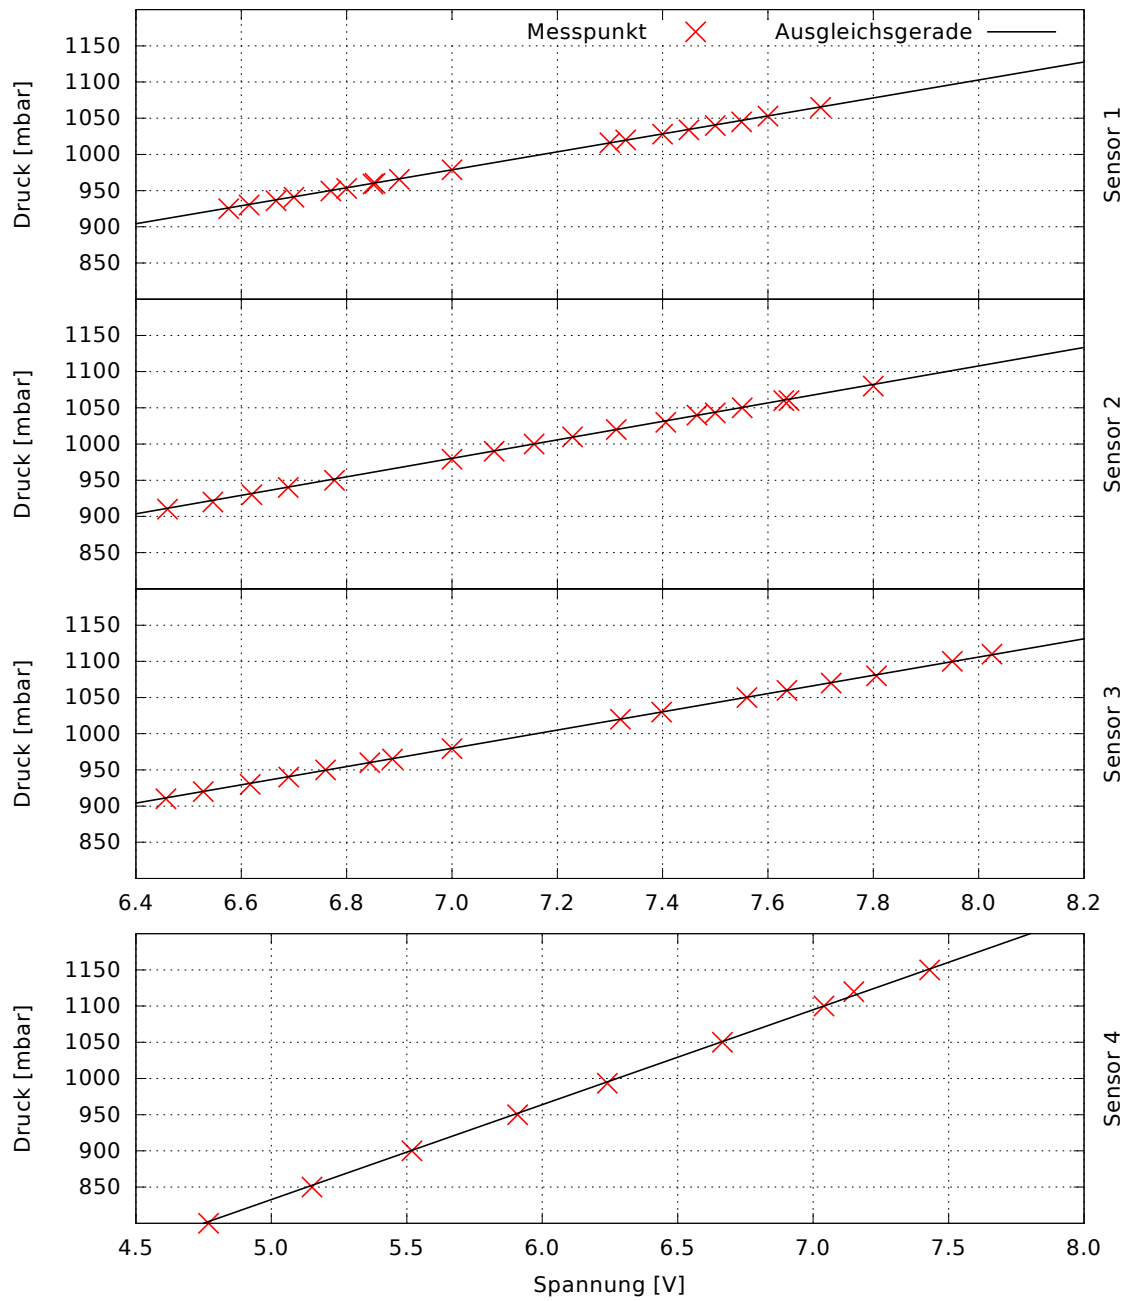 Messpunkt
Ausgleichsgerade
1150
1100
1050
1000
950
900
850
Druck [mbar]
Sensor 1
1150
1100
1050
1000
950
900
850
Druck [mbar]
Sensor 2
1150
1100
1050
1000
950
900
850
Druck [mbar]
Sensor 3
6.4 6.6 6.8 7.0 7.2 7.4 7.6 7.8 8.0 8.2
1150
1100
1050
1000
950
900
850
Druck [mbar]
Sensor 4
4.5 5.0 5.5 6.0 6.5 7.0 7.5 8.0
Spannung [V]